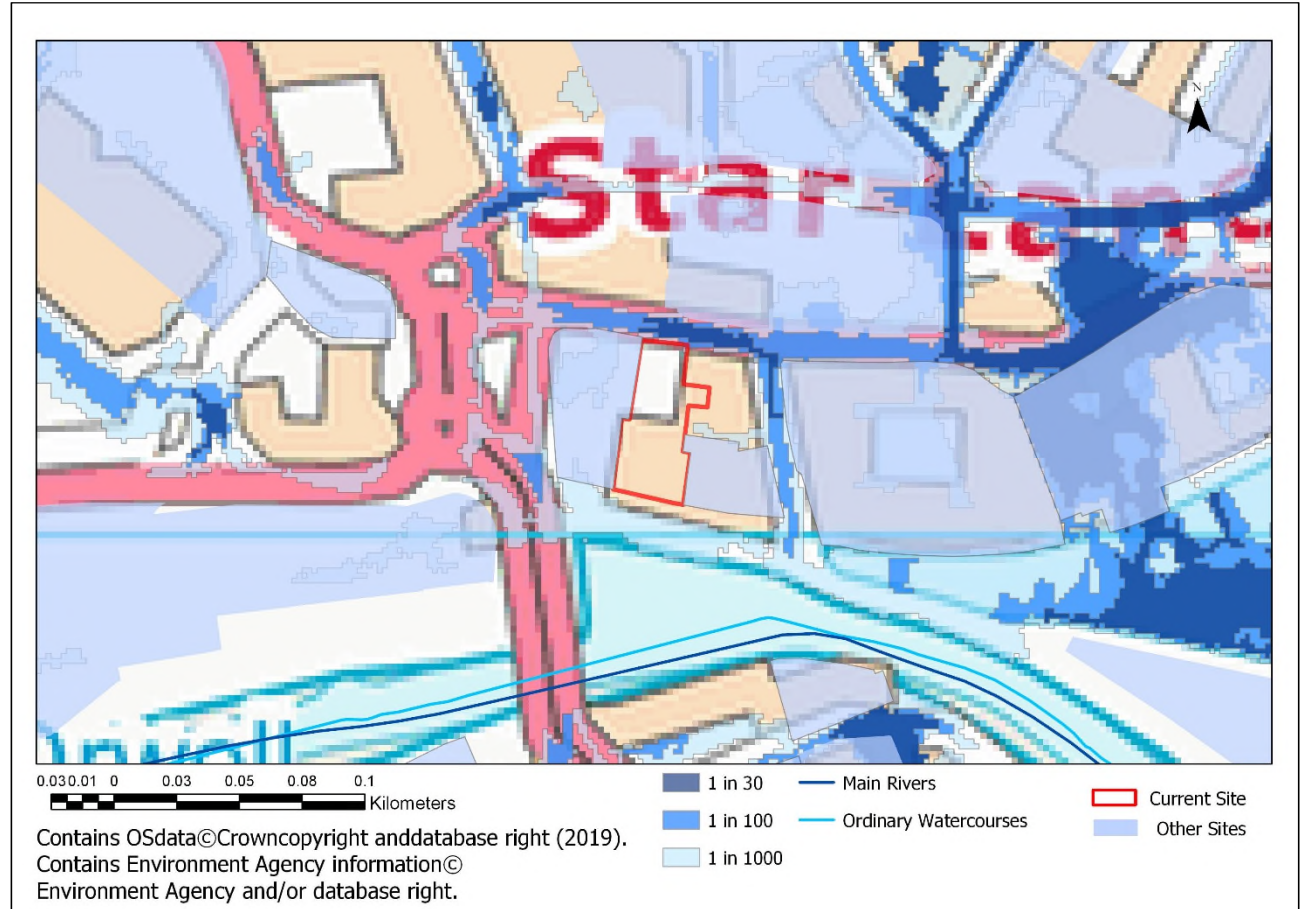 N
Star
0.03 0.01 0 0.03 0.05 0.08 0.1
Kilometers
1 in 30
1 in 100
1 in 1000
Main Rivers
Ordinary Watercourses
Current Site
Other Sites
Contains OSdata©Crowncopyright anddatabase right (2019).
Contains Environment Agency information©
Environment Agency and/or database right.